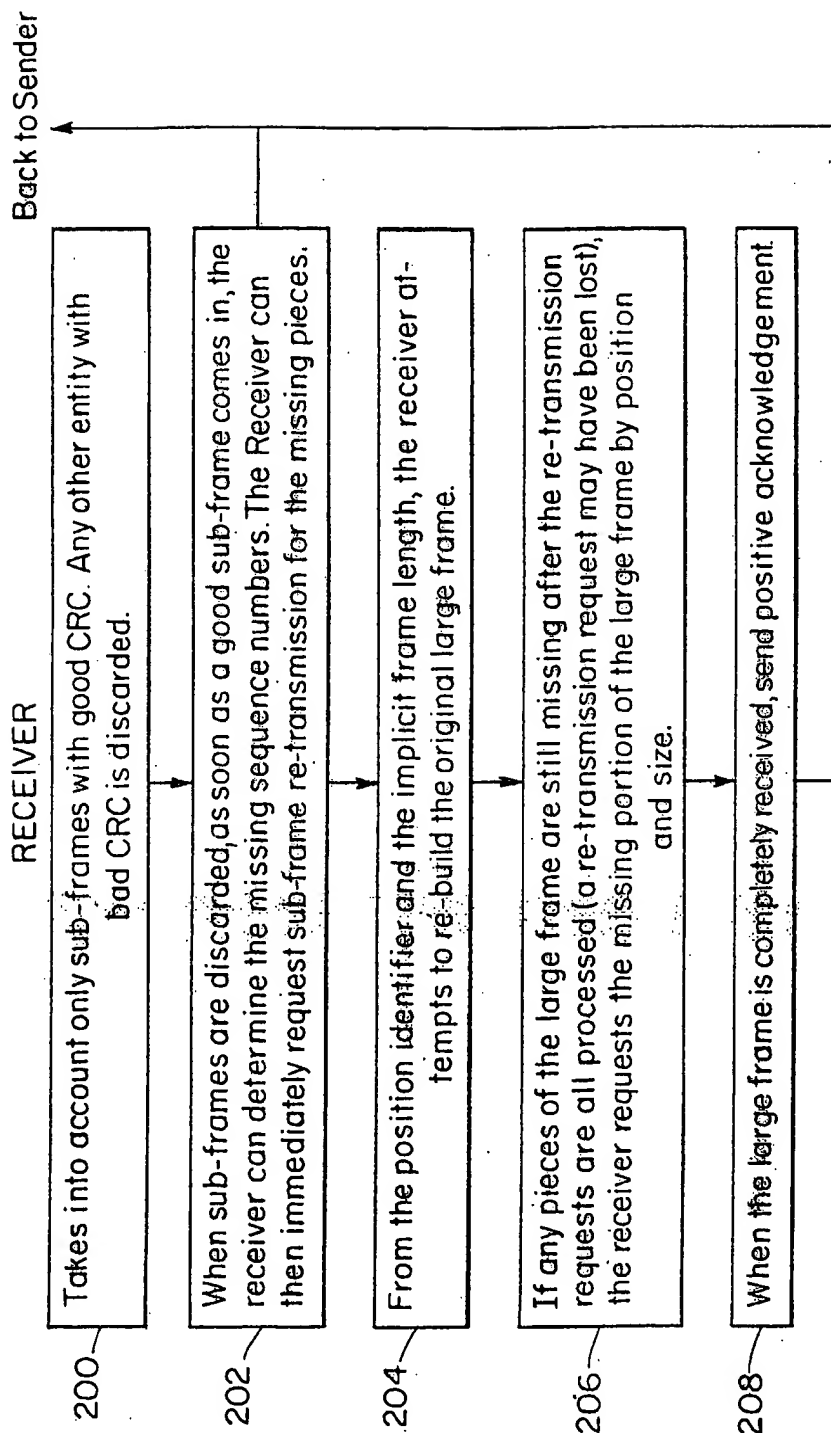 RECEIVER
Back to Sender
200
Takes into account only sub-frames with good CRC. Any other entity with
bad CRC is discarded.
202
When sub-frames are discarded, as soon as a good sub-frame comes in, the
receiver can determine the missing sequence numbers. The Receiver can
then immediately request sub-frame re-transmission for the missing pieces.
204
From the position identifier and the implicit frame length, the receiver at-
tempts to re-build the original large frame.
206
If any pieces of the large frame are still missing after the re-transmission
requests are all processed (a re-transmission request may have been lost),
the receiver requests the missing portion of the large frame by position
and size.
208
When the large frame is completely received, send positive acknowledgement.